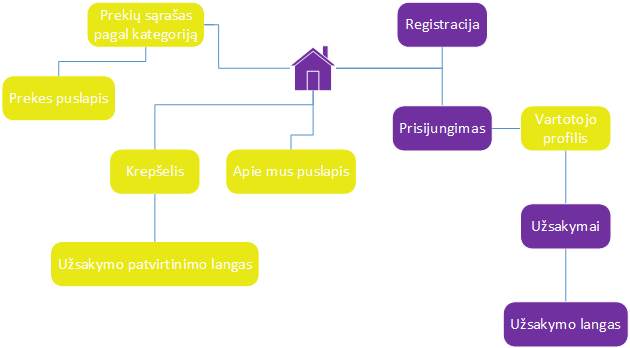 Prekių sąrašas
pagal kategoriją
Registracija
Prekes puslapis
Prisijungimas
Vartotojo
profilis
Krepšelis
Apie mus puslapis
Užsakymai
Užsakymo patvirtinimo langas
Užsakymo langas